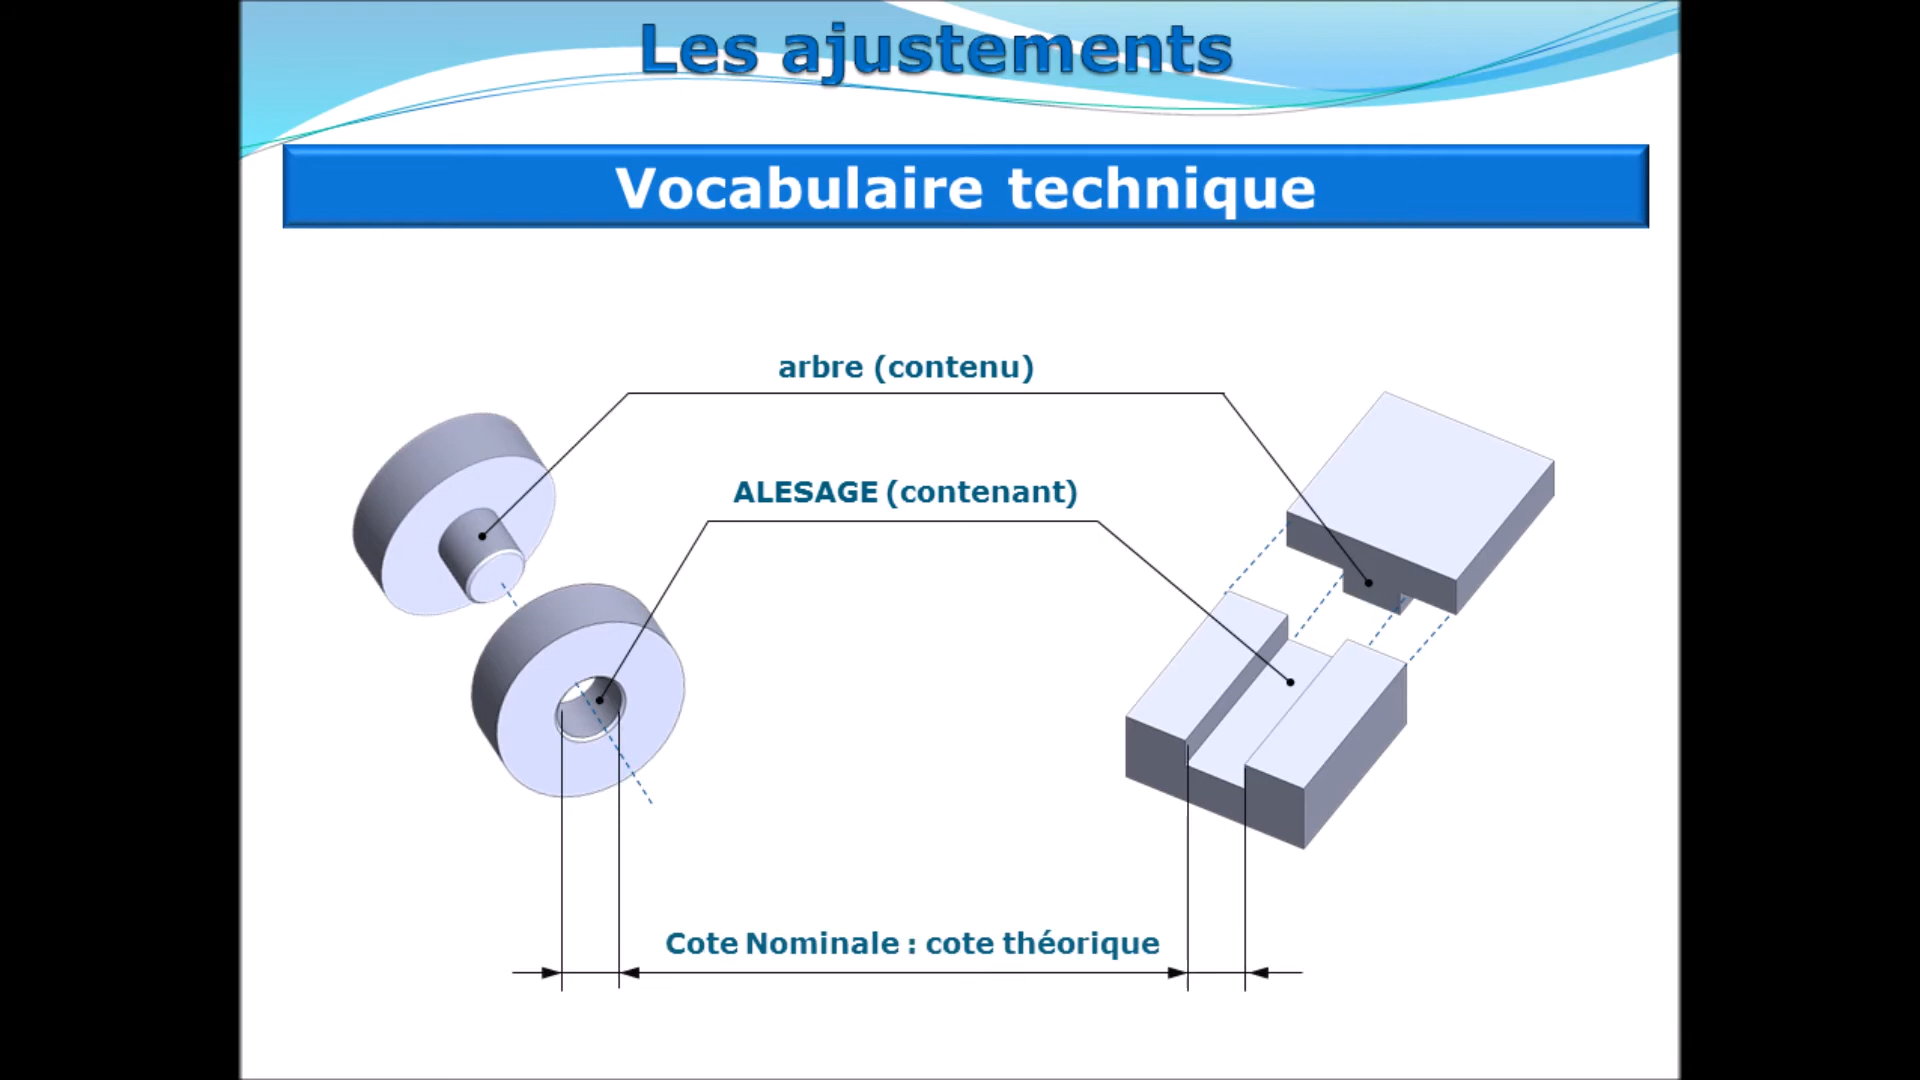 Les ajustements
Vocabulaire technique
arbre (contenu)
ALESAGE (contenant)
Cote Nominale : cote théorique